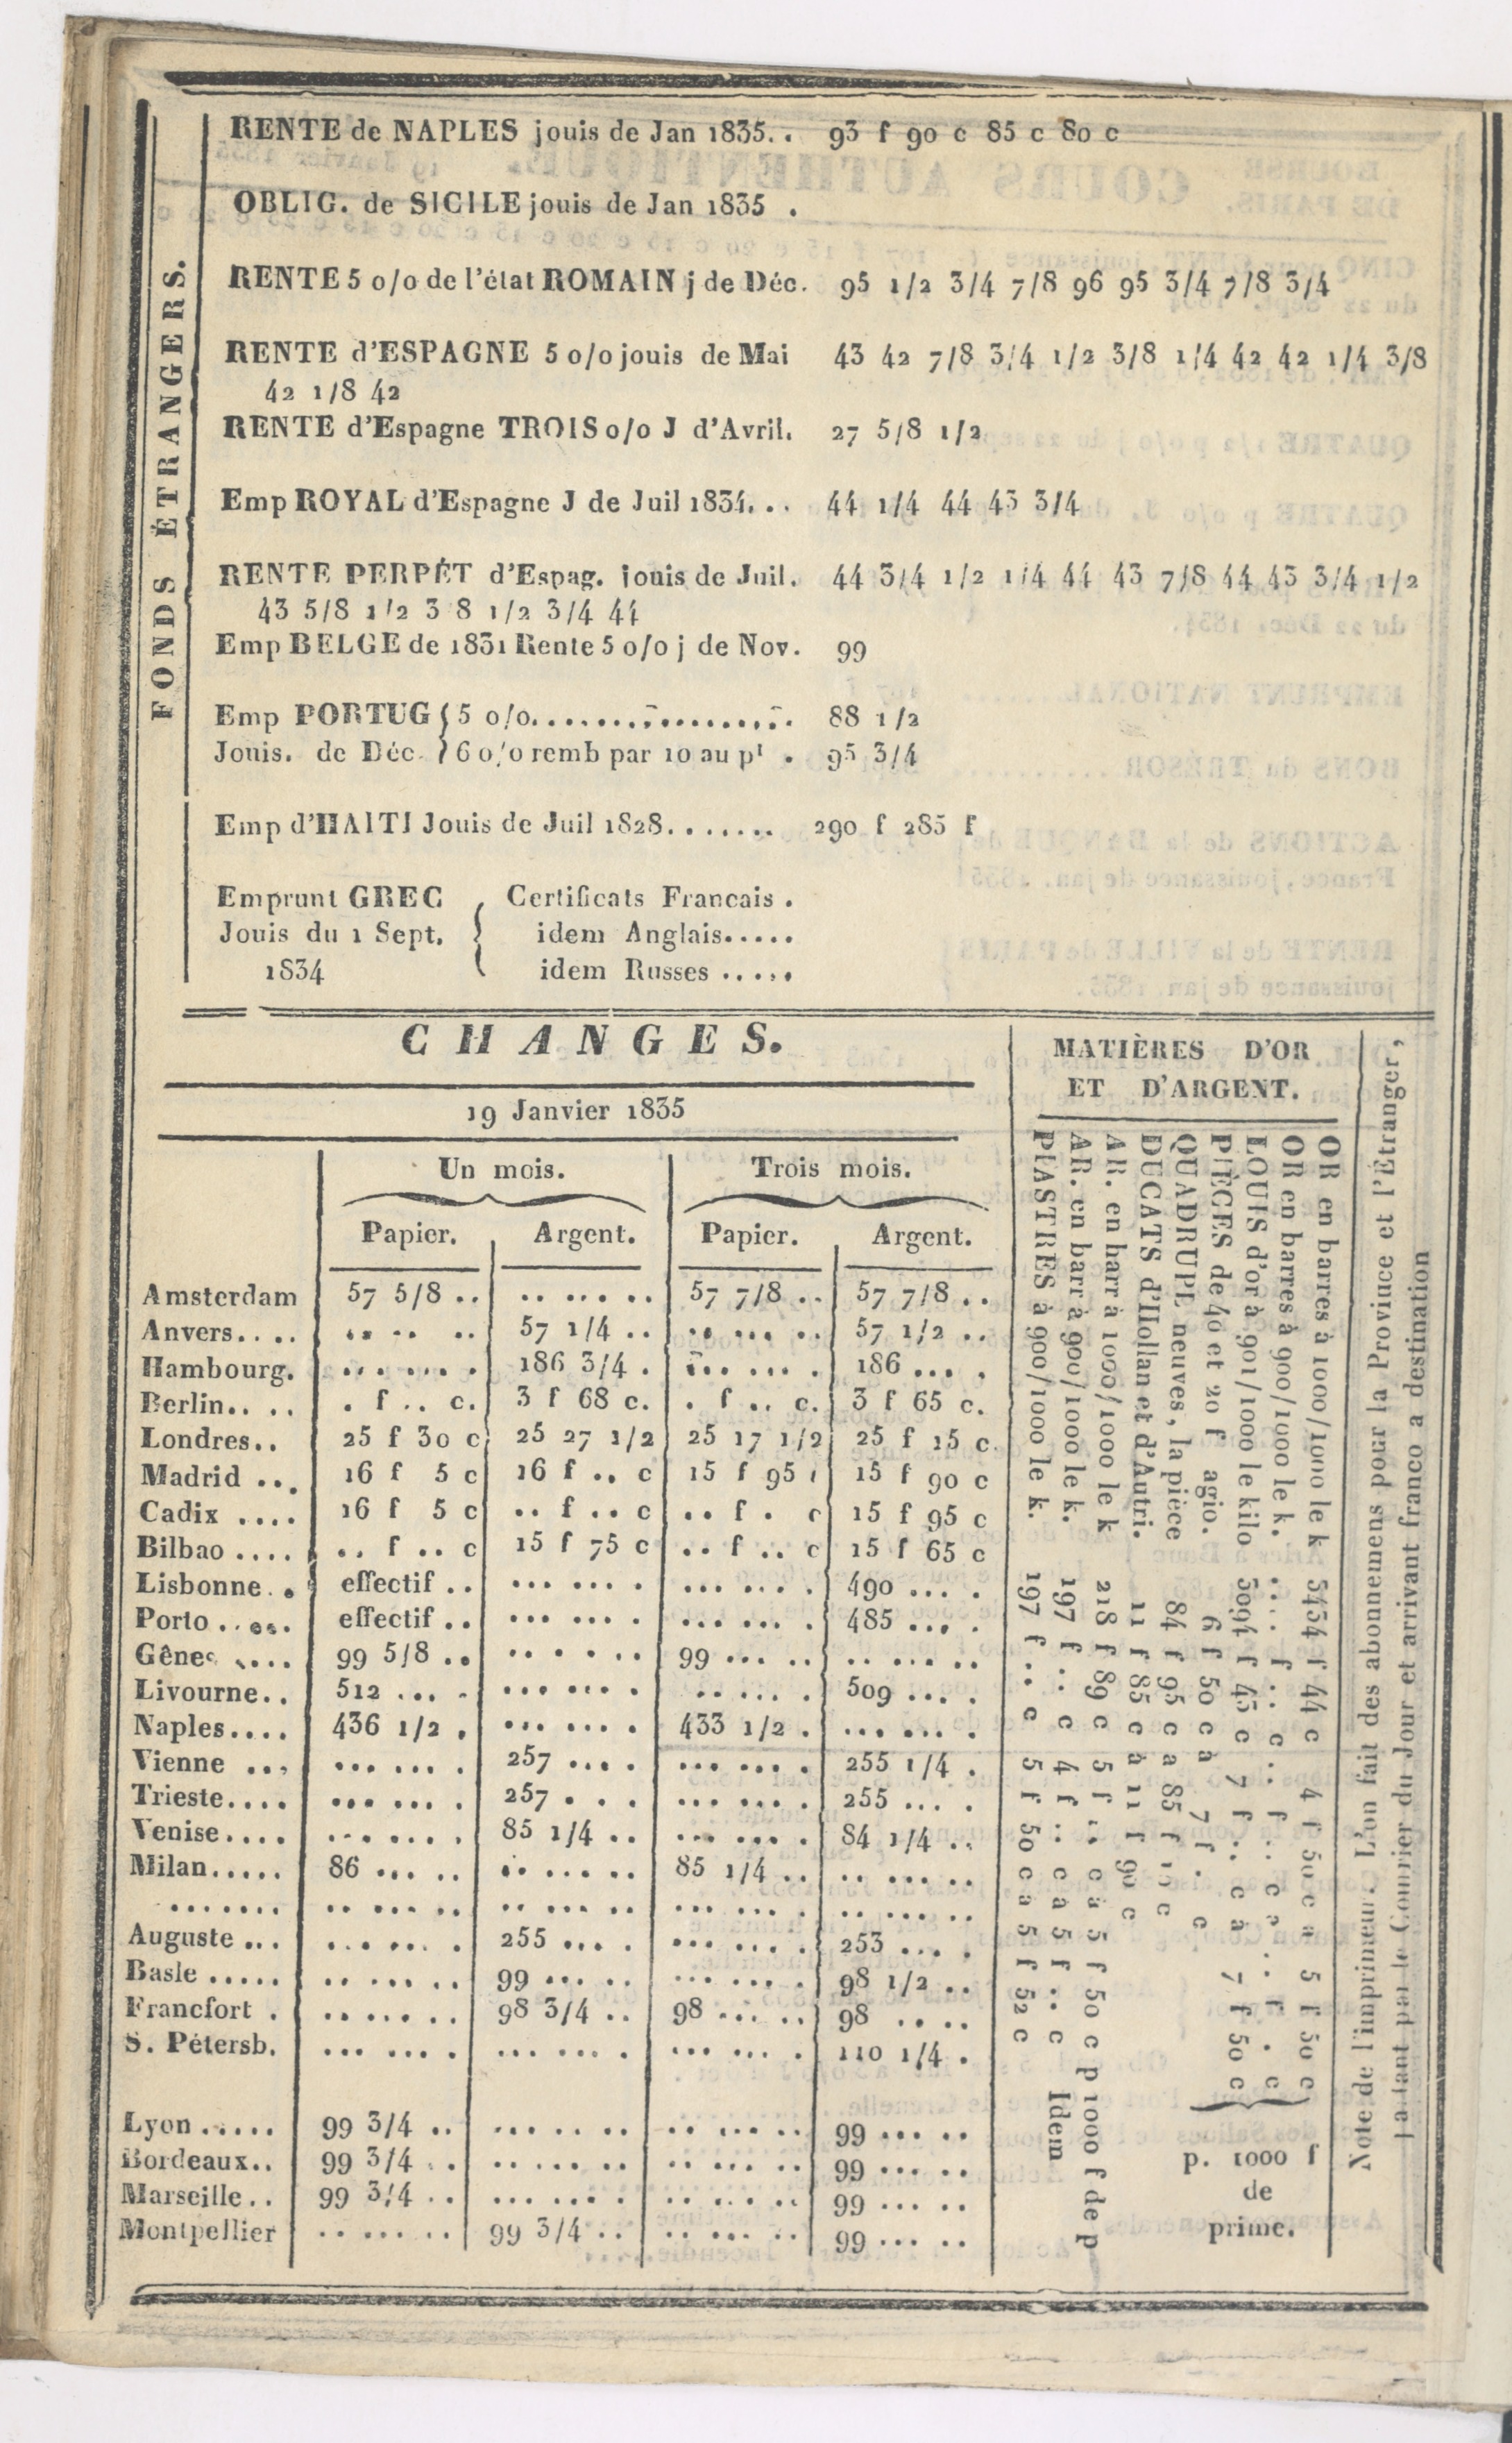 FONDS ÉTRANGERS.
RENTE de NAPLES jouis de Jan 1835. . 93 f 90 c 85 c 80 c
OBLIG. de SICILE jouis de Jan 1835 .
RENTE 5 o/o de l'état ROMAIN j de Déc. 95 1/2 3/4 7/8 96 95 3/4 7/8 3/4
RENTE d'ESPAGNE 5 o/o jouis de Mai 43 42 7/8 3/4 1/2 3/8 1/4 42 42 1/4 3/8
42 1/8 42
RENTE d'Espagne TROIS o/o J d'Avril. 27 5/8 1/2
Emp ROYAL d'Espagne J de Juil 1834. . . 44 1/4 44 43 3/4
RENTE PERPÉT d'Espag. jouis de Juil. 44 3/4 1/2 1/4 44 43 7/8 44 43 3/4 1/2
43 5/8 1/2 3 8 1/2 3/4 44
Emp BELGE de 1831 Rente 5 o/o j de Nov. 99
Emp PORTUG { 5 o/o. . . . . . . . . . . . . . . . . 88 1/2
Jouis. de Déc. { 6 o/o remb par 10 au pt . 95 3/4
Emp d'HAITI Jouis de Juil 1828. . . . . . . 290 f 285 f
Emprunt GREC { Certificats Francais .
Jouis du 1 Sept. idem Anglais. . . . .
1834 idem Russes . . . . .
CHANGES.
19 Janvier 1835
Un mois. Trois mois.
Papier. Argent. Papier. Argent.
Amsterdam 57 5/8 .. .. ... .. 57 7/8 .. 57 7/8 ..
Anvers.. .. .. .. .. 57 1/4 .. .. ... .. 57 1/2 ..
Hambourg. ... ... . 186 3/4 . ... ... . 186 ... .
Berlin.. .. . f .. c. 3 f 68 c. . f .. c. 3 f 65 c.
Londres.. 25 f 30 c 25 27 1/2 25 17 1/2 25 f 15 c.
Madrid ... 16 f 5 c 16 f .. c 15 f 95 15 f 90 c
Cadix .... 16 f 5 c .. f .. c .. f . c 15 f 95 c
Bilbao .... .. f .. c 15 f 75 c .. f .. c 15 f 65 c
Lisbonne. . effectif .. ... ... . ... ... . 490 ... .
Porto ..... effectif .. ... ... . ... ... . 485 ... .
Gênes .... 99 5/8 .. .. ... .. 99 ... .. .. ... ..
Livourne.. 512 ... . ... ... . .. ... . 509 ... .
Naples.... 436 1/2 . ... ... . 433 1/2 . ... ... .
Vienne ... ... ... . 257 ... . ... ... . 255 1/4 .
Trieste.... ... ... . 257 . . . ... ... . 255 ... .
Venise.... ... ... . 85 1/4 .. ... ... . 84 1/4 ..
Milan..... 86 ... .. .. ... .. 85 1/4 .. .. ... ..
....... .. ... .. .. ... .. ... ... . .. ... ..
Auguste ... ... ... . 255 ... . ... ... . 253 ... .
Basle ..... .. ... .. 99 ... .. ... ... . 98 1/2 ..
Francfort . .. ... .. 98 3/4 .. 98 ... .. 98 .. ..
S. Pétersb. ... ... . ... ... . ... ... . 110 1/4 .
Lyon ..... 99 3/4 .. ... ... .. .. ... .. 99 ... ..
Bordeaux.. 99 3/4 .. .. ... .. .. ... .. 99 ... ..
Marseille.. 99 3/4 .. ... ... . .. ... .. 99 ... ..
Montpellier .. ... .. 99 3/4 .. .. ... .. 99 ... ..
MATIÈRES D'OR
ET D'ARGENT.
OR en barres à 1000/1000 le k 3434 f 44 c 4 f 50 c a 5 f 50 c
OR en barres à 900/1000 le k. .... f .. c .. f .. c . . f . c
LOUIS d'or à 901/1000 le kilo 3094 f 43 c 7 f .. c à 7 f 50 c
PIÈCES de 40 et 20 f agio. 6 f 50 c à 7 f . c
QUADRUPL neuves, la pièce 84 f 95 c a 85 f 10 c
DUCATS d'Hollan et d'Autri. 11 f 85 c à 11 f 90 c
AR. en barr à 1000/1000 le k 218 f 89 c 5 f .. c à 5 f 50 c p 1000 f de p
AR. en barr à 900/1000 le k. 197 f .. c 4 f .. c à 5 f .. c Idem
PIASTRES à 900/1000 le k. 197 f .. c 5 f 50 c a 5 f 52 c
p. 1000 f
de
prime.
Note de l'imprimeur. L'on fait des abonnemens pour la Province et l'Étranger,
partant par le Courrier du Jour et arrivant franco a destination